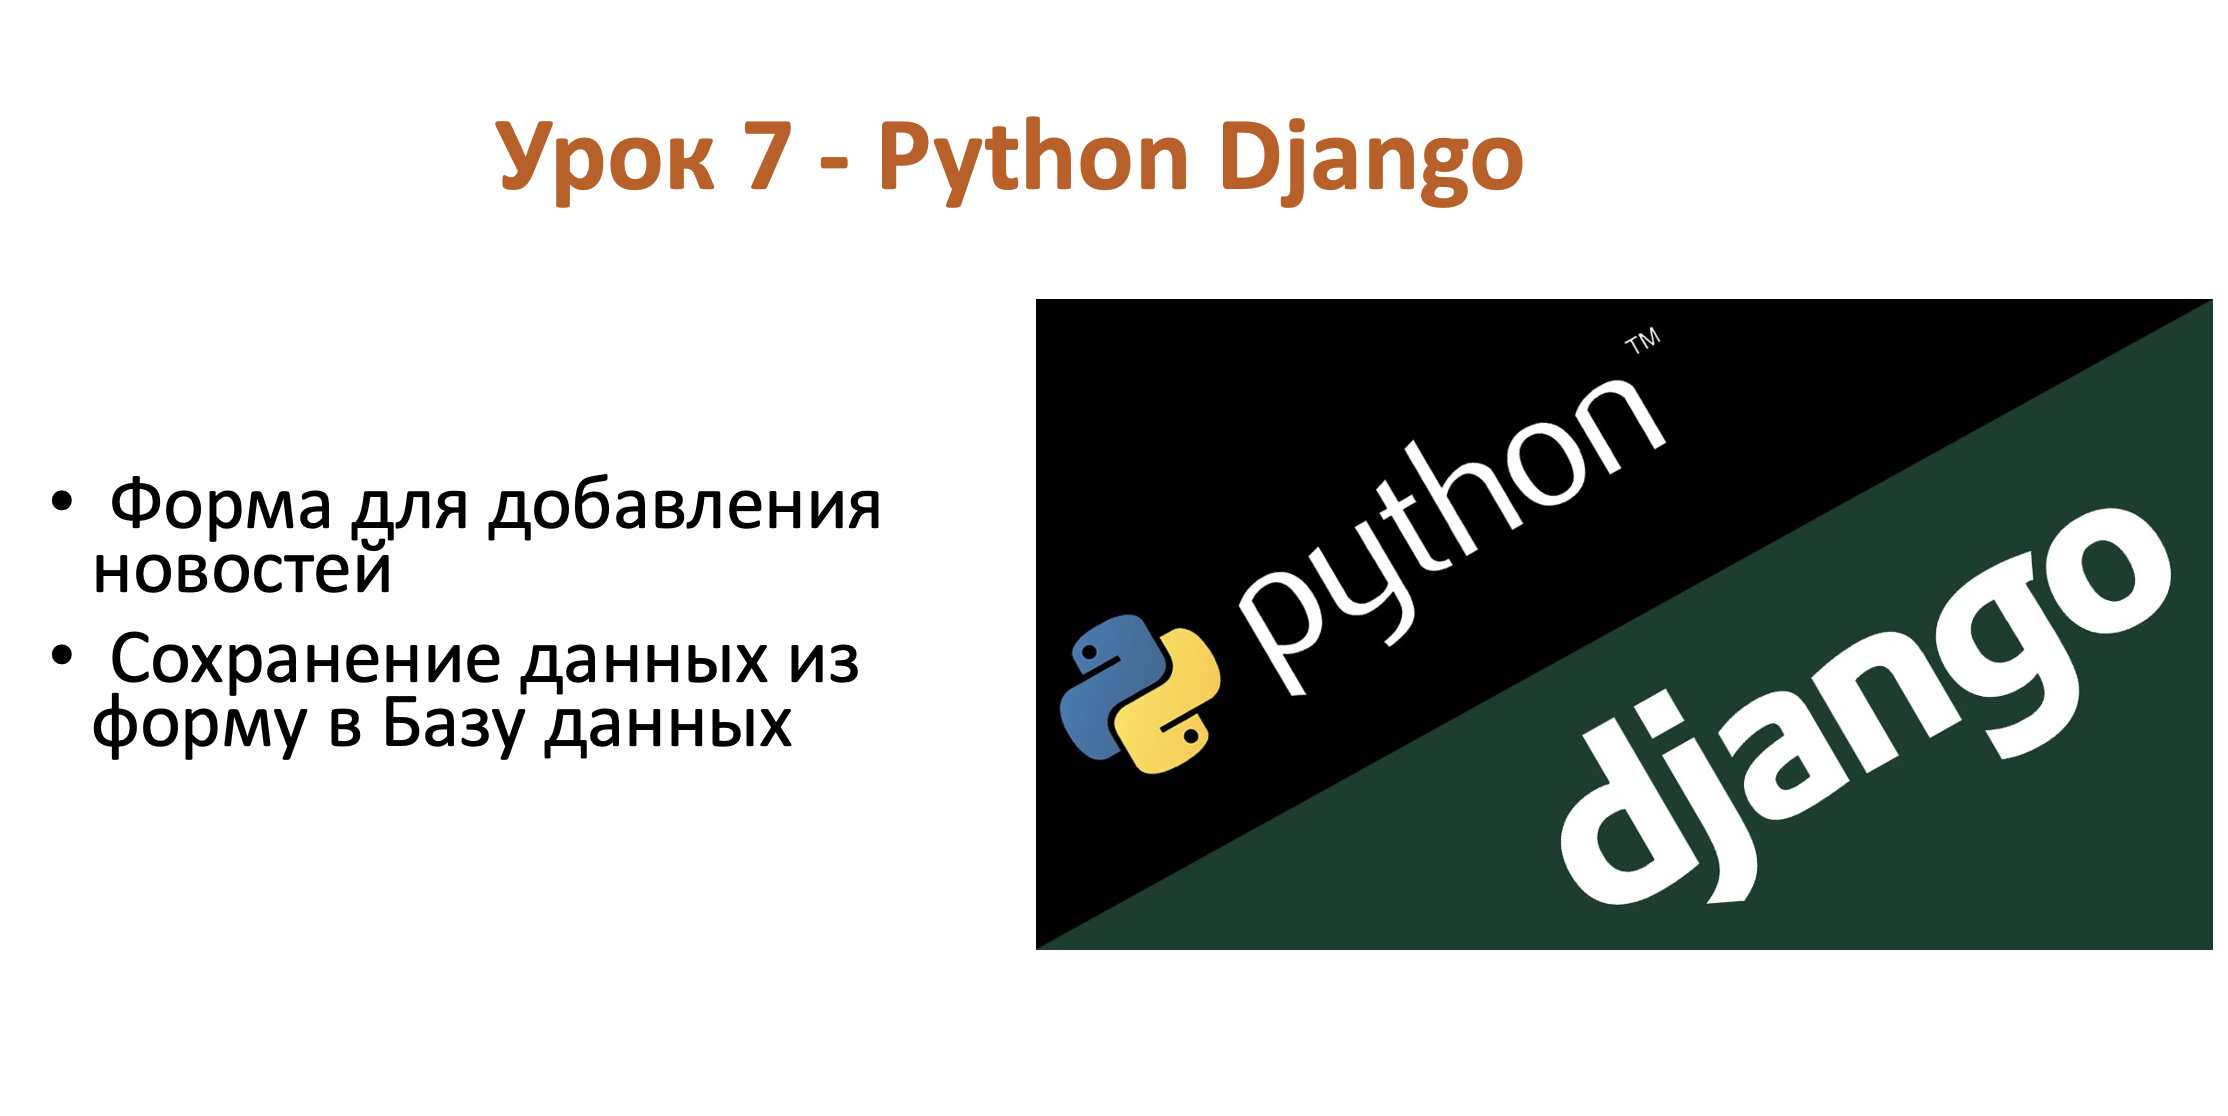 Урок 7 - Python Django
• Форма для добавления
новостей
• Сохранение данных из
форму в Базу данных
python™
django